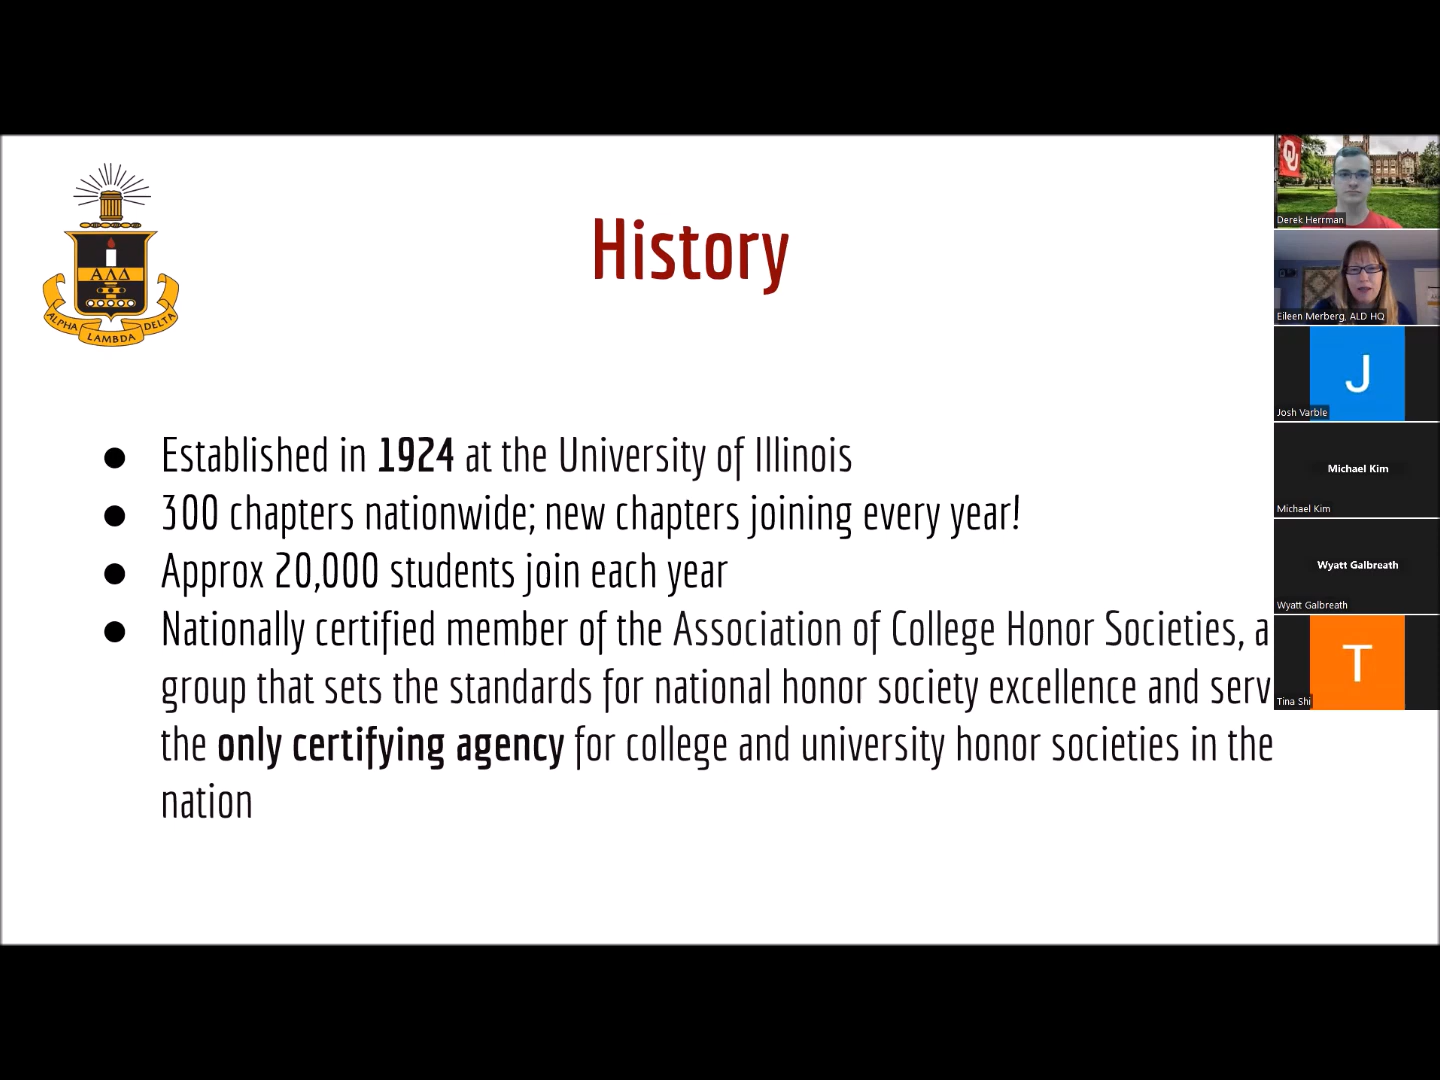 ΑΛΔ
ALPHA LAMBDA DELTA
History
● Established in 1924 at the University of Illinois
● 300 chapters nationwide; new chapters joining every year!
● Approx 20,000 students join each year
● Nationally certified member of the Association of College Honor Societies, a
group that sets the standards for national honor society excellence and serv
the only certifying agency for college and university honor societies in the
nation
OU
Derek Herrman
Eileen Merberg, ALD HQ
J
Josh Varble
Michael Kim
Michael Kim
Wyatt Galbreath
Wyatt Galbreath
T
Tina Shi